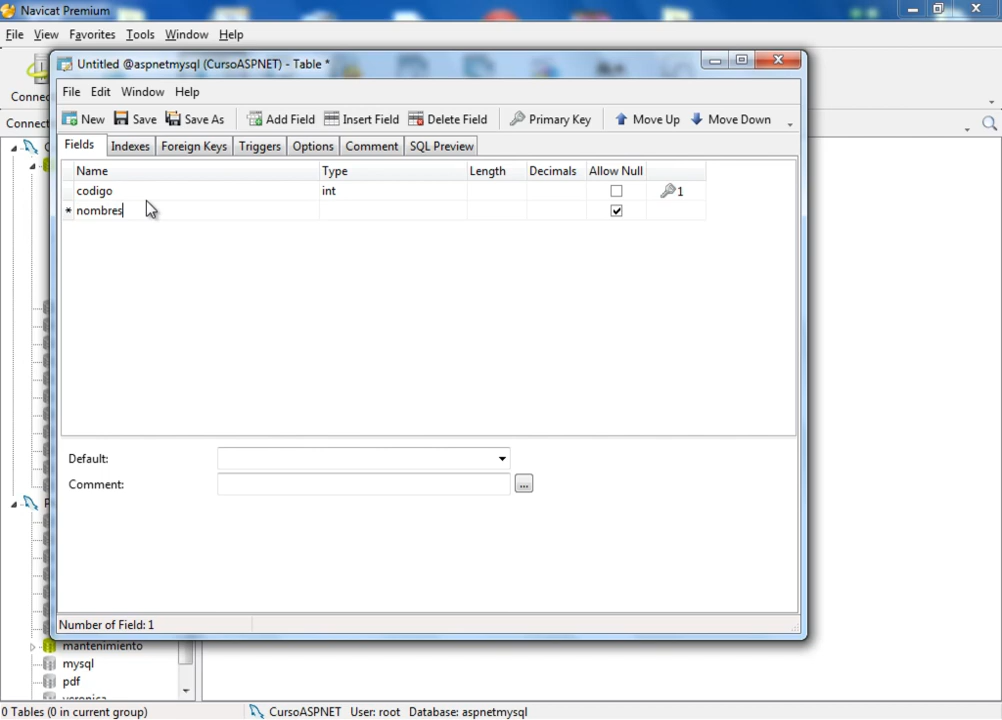 Navicat Premium
File View Favorites Tools Window Help
Connec
Connect
Untitled @aspnetmysql (CursoASPNET) - Table *
File Edit Window Help
New Save Save As Add Field Insert Field Delete Field Primary Key Move Up Move Down
Fields Indexes Foreign Keys Triggers Options Comment SQL Preview
Name Type Length Decimals Allow Null
codigo int 1
* nombres
Default:
Comment: ...
Number of Field: 1
mantenimiento
mysql
pdf
veronica
0 Tables (0 in current group) CursoASPNET User: root Database: aspnetmysql